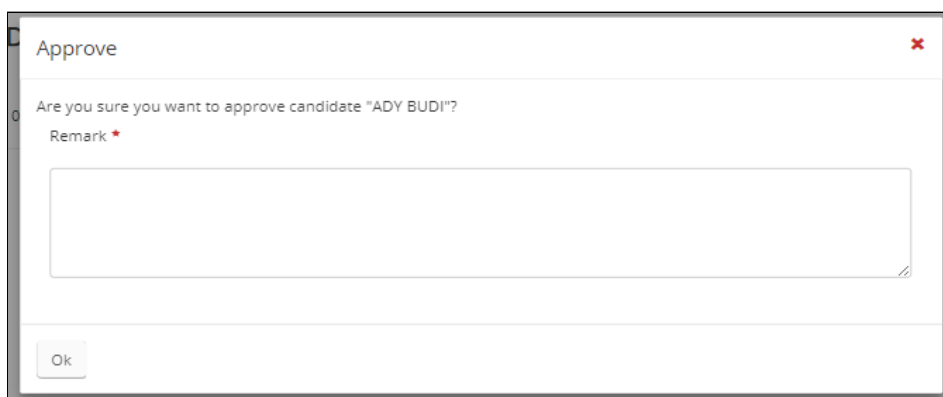 Approve
Are you sure you want to approve candidate "ADY BUDI"?
Remark *
Ok